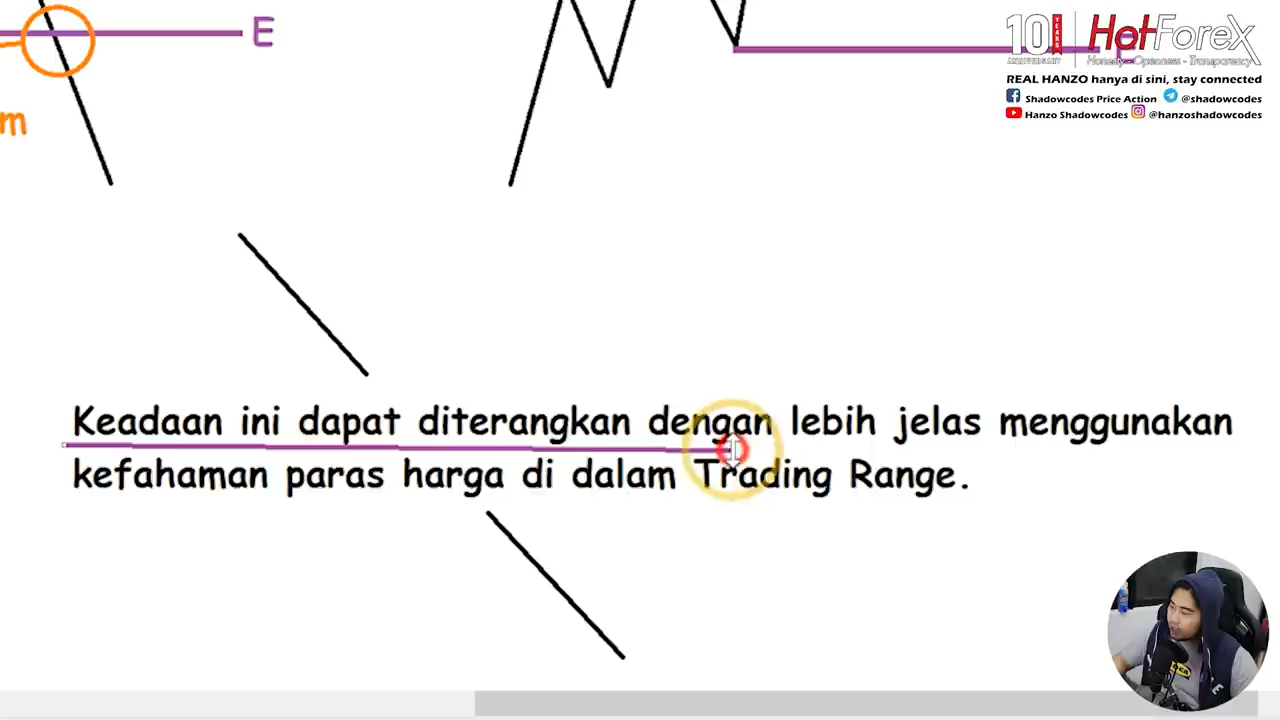 E
10 YEARS
ANNIVERSARY
HotForex
Honesty - Openness - Transparency
REAL HANZO hanya di sini, stay connected
Shadowcodes Price Action @shadowcodes
Hanzo Shadowcodes @hanzoshadowcodes
m
Keadaan ini dapat diterangkan dengan lebih jelas menggunakan
kefahaman paras harga di dalam Trading Range.